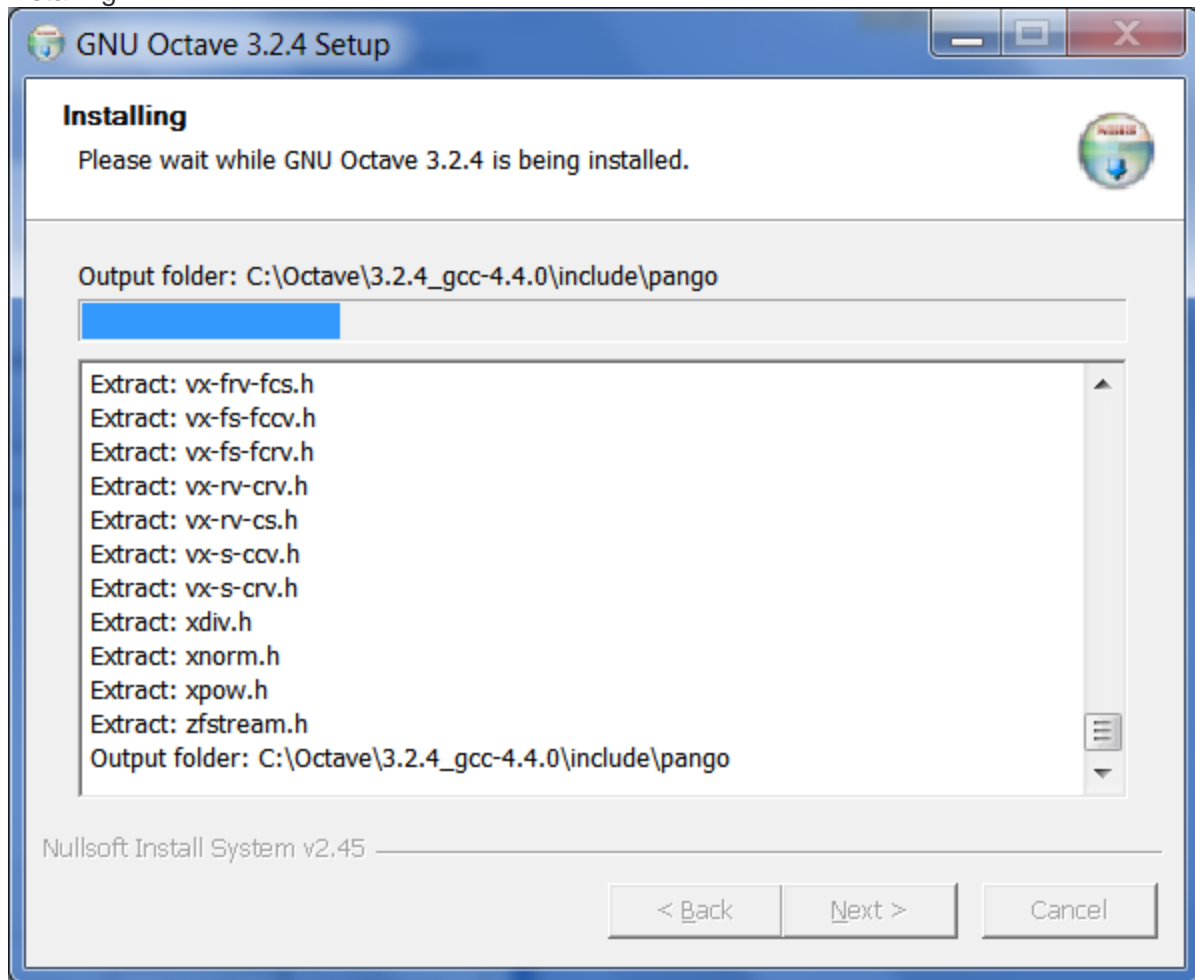 GNU Octave 3.2.4 Setup
Installing
Please wait while GNU Octave 3.2.4 is being installed.
Output folder: C:\Octave\3.2.4_gcc-4.4.0\include\pango
Extract: vx-frv-fcs.h
Extract: vx-fs-fccv.h
Extract: vx-fs-fcrv.h
Extract: vx-rv-crv.h
Extract: vx-rv-cs.h
Extract: vx-s-ccv.h
Extract: vx-s-crv.h
Extract: xdiv.h
Extract: xnorm.h
Extract: xpow.h
Extract: zfstream.h
Output folder: C:\Octave\3.2.4_gcc-4.4.0\include\pango
Nullsoft Install System v2.45
< Back Next > Cancel